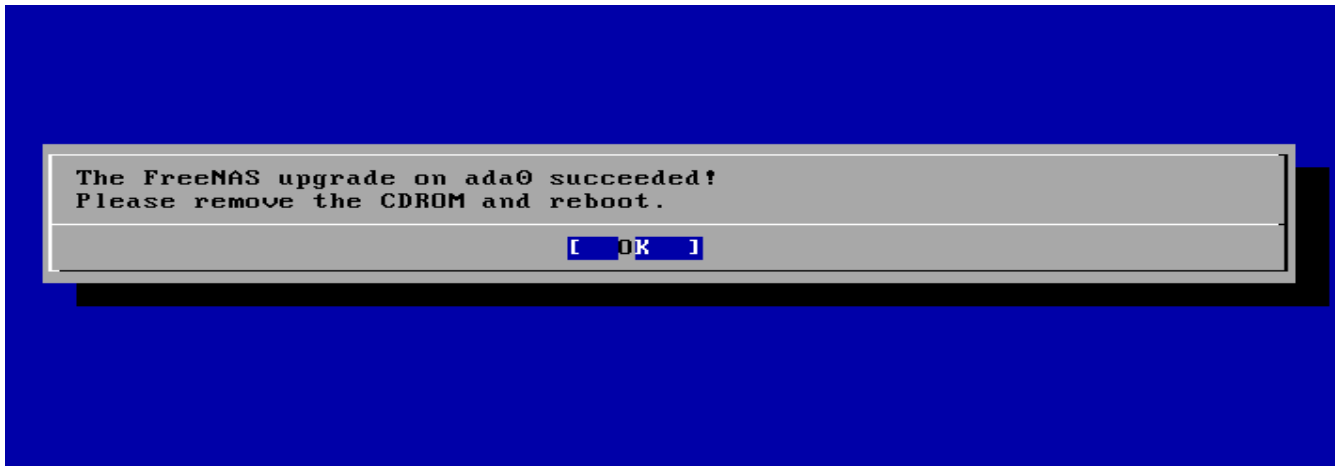 The FreeNAS upgrade on ada0 succeeded!
Please remove the CDROM and reboot.
[ OK ]